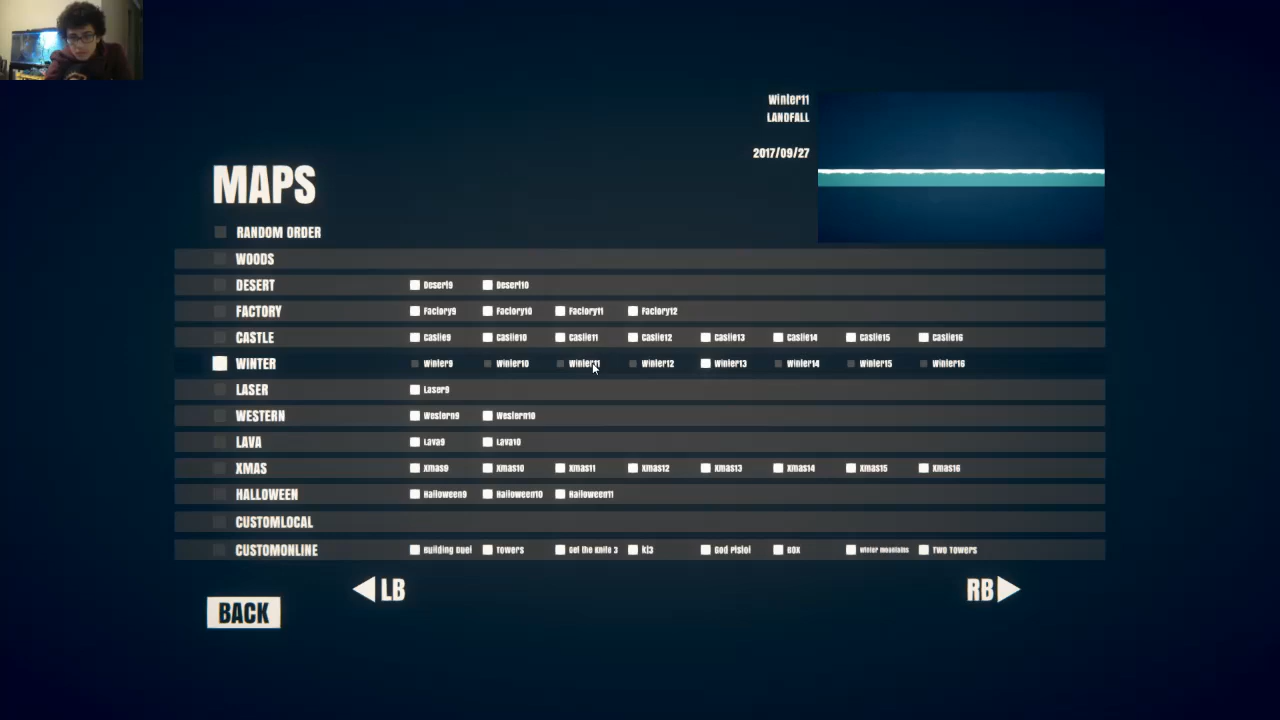 Winter11
LANDFALL
2017/09/27
MAPS
RANDOM ORDER
WOODS
DESERT Desert9 Desert10
FACTORY Factory9 Factory10 Factory11 Factory12
CASTLE Castle9 Castle10 Castle11 Castle12 Castle13 Castle14 Castle15 Castle16
WINTER Winter9 Winter10 Winter11 Winter12 Winter13 Winter14 Winter15 Winter16
LASER Laser9
WESTERN Western9 Western10
LAVA Lava9 Lava10
XMAS Xmas9 Xmas10 Xmas11 Xmas12 Xmas13 Xmas14 Xmas15 Xmas16
HALLOWEEN Halloween9 Halloween10 Halloween11
CUSTOMLOCAL
CUSTOMONLINE Building Duel Towers Get the Knife 3 kl3 God Pistol BOX Winter Mountains Two Towers
LB RB
BACK